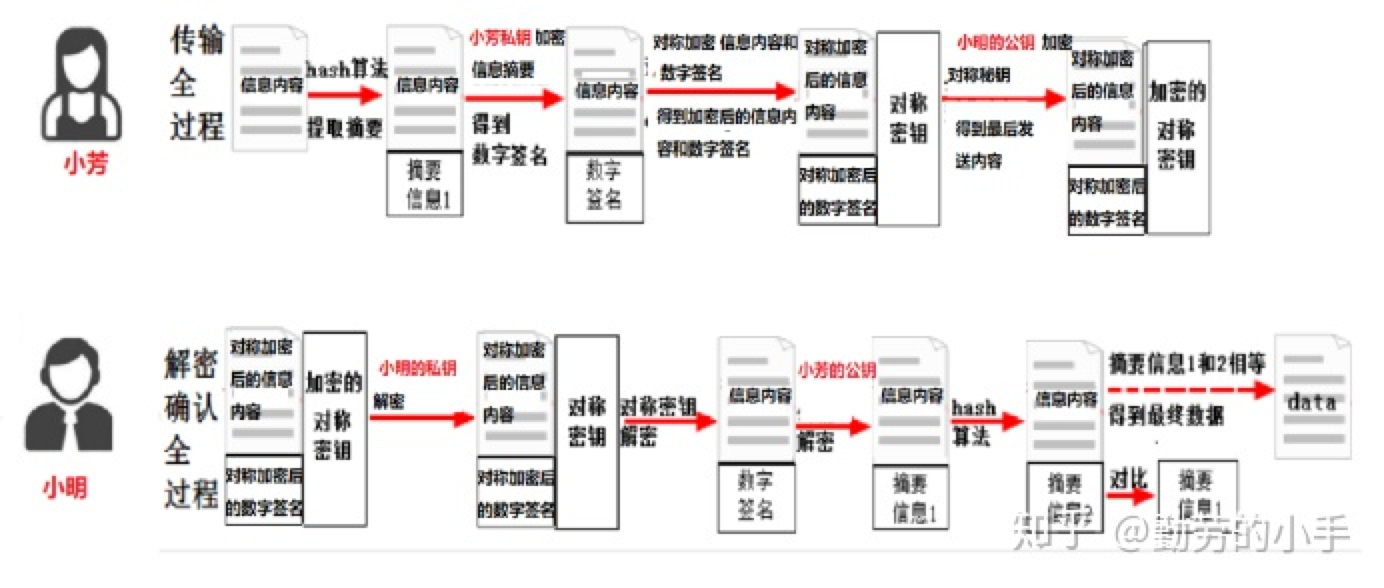 传输
全
过程
小芳
信息内容
hash算法
提取摘要
信息内容
摘要
信息1
小芳私钥 加密
信息摘要
得到
数字签名
信息内容
数字
签名
对称加密 信息内容和
数字签名
得到加密后的信息内
容和数字签名
对称加密
后的信息
内容
对称加密后
的数字签名
对称
密钥
小明的公钥 加密
对称秘钥
得到最后发
送内容
对称加密
后的信息
内容
对称加密后
的数字签名
加密的
对称
密钥
解密
确认
全
过程
小明
对称加密
后的信息
内容
对称加密后
的数字签名
加密的
对称
密钥
小明的私钥
解密
对称加密
后的信息
内容
对称加密后
的数字签名
对称
密钥
对称密钥
解密
信息内容
数字
签名
小芳的公钥
解密
信息内容
摘要
信息1
hash
算法
信息内容
摘要
信息2
摘要信息1和2相等
得到最终数据
data
对比
摘要
信息1
知乎 @勤劳的小手